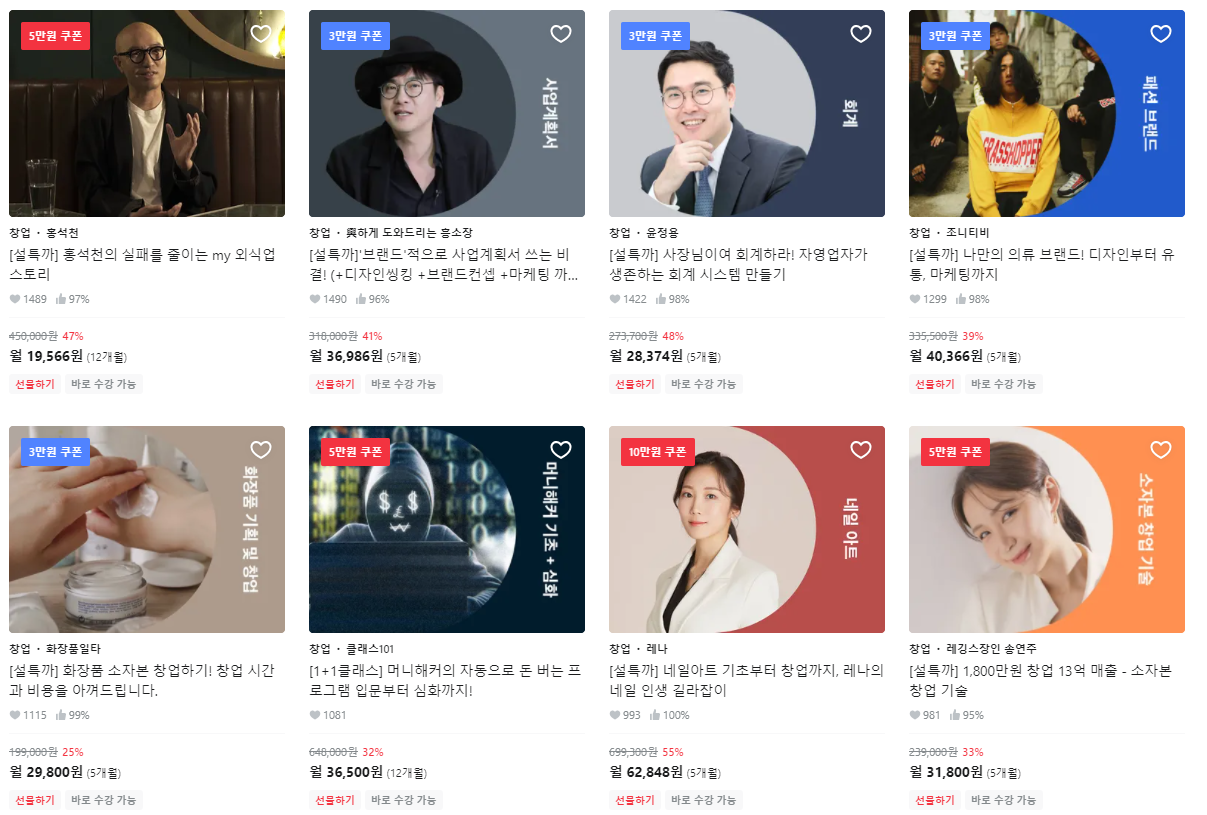 5만원 쿠폰
창업 · 홍석천
[설특까] 홍석천의 실패를 줄이는 my 외식업
스토리
1489 97%
450,000원 47%
월 19,566원 (12개월)
선물하기 바로 수강 가능
3만원 쿠폰
사업계획서
창업 · 興하게 도와드리는 흥소장
[설특까]'브랜드'적으로 사업계획서 쓰는 비
결! (+디자인씽킹 +브랜드컨셉 +마케팅 까...
1490 96%
318,000원 41%
월 36,986원 (5개월)
선물하기 바로 수강 가능
3만원 쿠폰
회계
창업 · 윤정용
[설특까] 사장님이여 회계하라! 자영업자가
생존하는 회계 시스템 만들기
1422 98%
273,700원 48%
월 28,374원 (5개월)
선물하기 바로 수강 가능
3만원 쿠폰
패션 브랜드
GRASSHOPPER
창업 · 조니티비
[설특까] 나만의 의류 브랜드! 디자인부터 유
통, 마케팅까지
1299 98%
335,500원 39%
월 40,366원 (5개월)
선물하기 바로 수강 가능
3만원 쿠폰
화장품 기획 및 창업
창업 · 화장품일타
[설특까] 화장품 소자본 창업하기! 창업 시간
과 비용을 아껴드립니다.
1115 99%
199,000원 25%
월 29,800원 (5개월)
선물하기 바로 수강 가능
5만원 쿠폰
머니해커 기초 + 심화
창업 · 클래스101
[1+1클래스] 머니해커의 자동으로 돈 버는 프
로그램 입문부터 심화까지!
1081
648,000원 32%
월 36,500원 (12개월)
선물하기 바로 수강 가능
10만원 쿠폰
네일 아트
창업 · 레나
[설특까] 네일아트 기초부터 창업까지, 레나의
네일 인생 길라잡이
993 100%
699,300원 55%
월 62,848원 (5개월)
선물하기 바로 수강 가능
5만원 쿠폰
소자본 창업 기술
창업 · 레깅스장인 송연주
[설특까] 1,800만원 창업 13억 매출 - 소자본
창업 기술
981 95%
239,000원 33%
월 31,800원 (5개월)
선물하기 바로 수강 가능